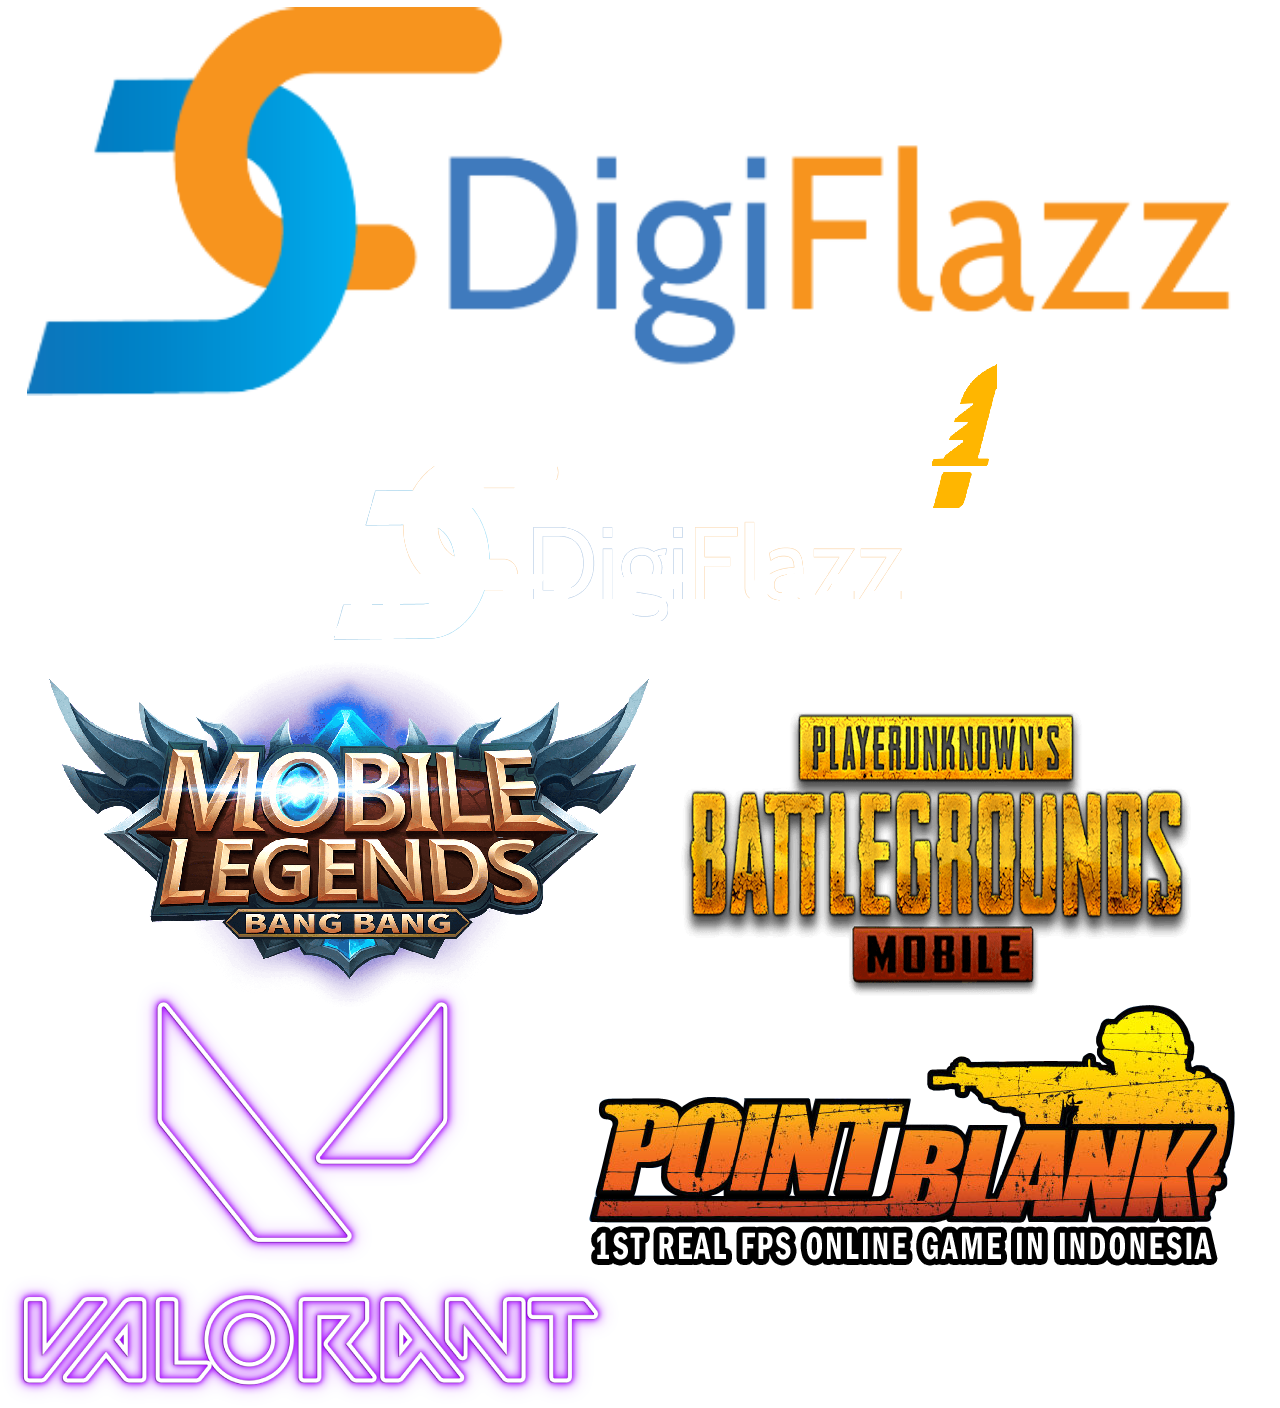 DigiFlazz
DigiFlazz
MOBILE
LEGENDS
BANG BANG
PLAYERUNKNOWN'S
BATTLEGROUNDS
MOBILE
POINT BLANK
1ST REAL FPS ONLINE GAME IN INDONESIA
VALORANT